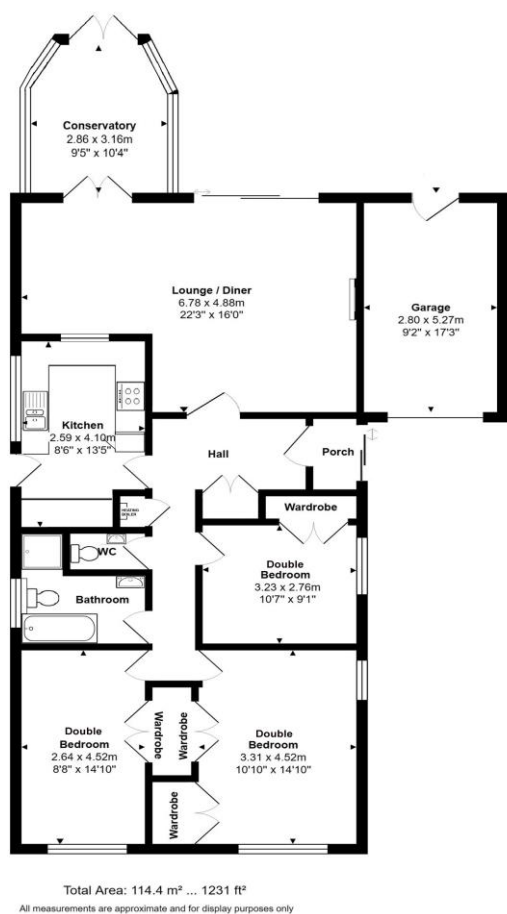 Conservatory
2.86 x 3.16m
9'5" x 10'4"
Lounge / Diner
6.78 x 4.88m
22'3" x 16'0"
Garage
2.80 x 5.27m
9'2" x 17'3"
Kitchen
2.59 x 4.10m
8'6" x 13'5"
Hall
Porch
HEATING
BOILER
Wardrobe
WC
Double
Bedroom
3.23 x 2.76m
10'7" x 9'1"
Bathroom
Double
Bedroom
2.64 x 4.52m
8'8" x 14'10"
Wardrobe
Wardrobe
Double
Bedroom
3.31 x 4.52m
10'10" x 14'10"
Wardrobe
Total Area: 114.4 m² ... 1231 ft²
All measurements are approximate and for display purposes only